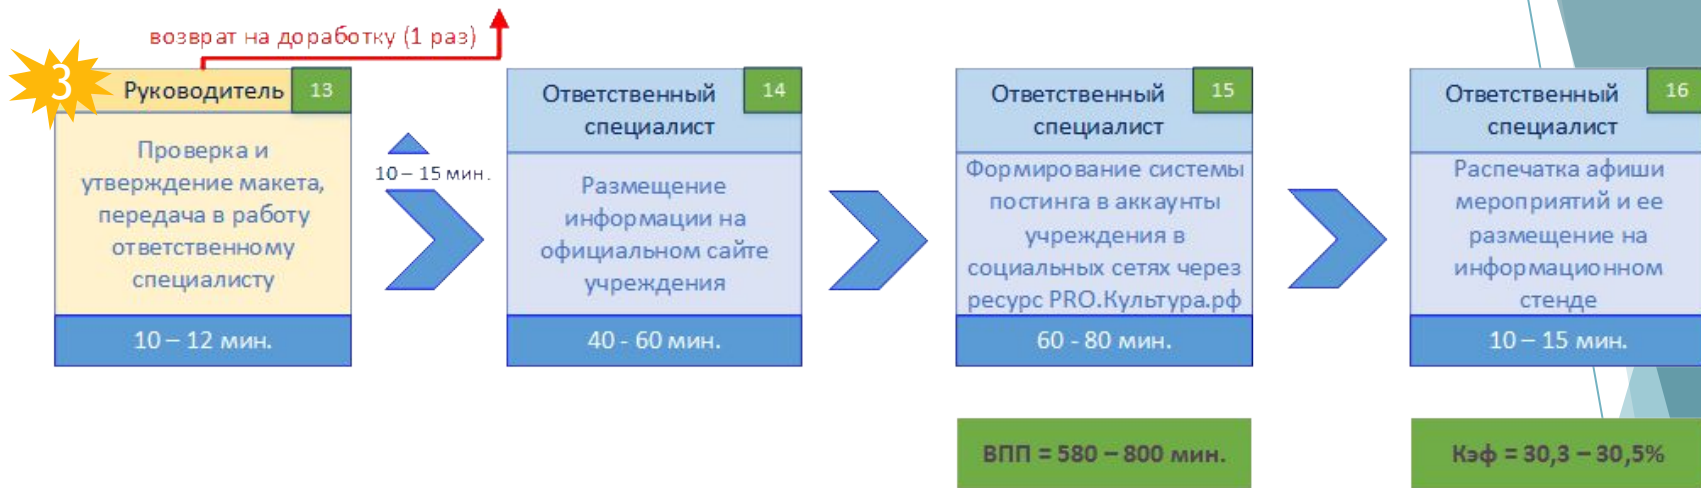 возврат на доработку (1 раз)
3
Руководитель
13
Проверка и
утверждение макета,
передача в работу
ответственному
специалисту
10 – 12 мин.
10 – 15 мин.
Ответственный
специалист
14
Размещение
информации на
официальном сайте
учреждения
40 - 60 мин.
Ответственный
специалист
15
Формирование системы
постинга в аккаунты
учреждения в
социальных сетях через
ресурс PRO.Культура.рф
60 - 80 мин.
Ответственный
специалист
16
Распечатка афиши
мероприятий и ее
размещение на
информационном
стенде
10 – 15 мин.
ВПП = 580 – 800 мин.
Кэф = 30,3 – 30,5%